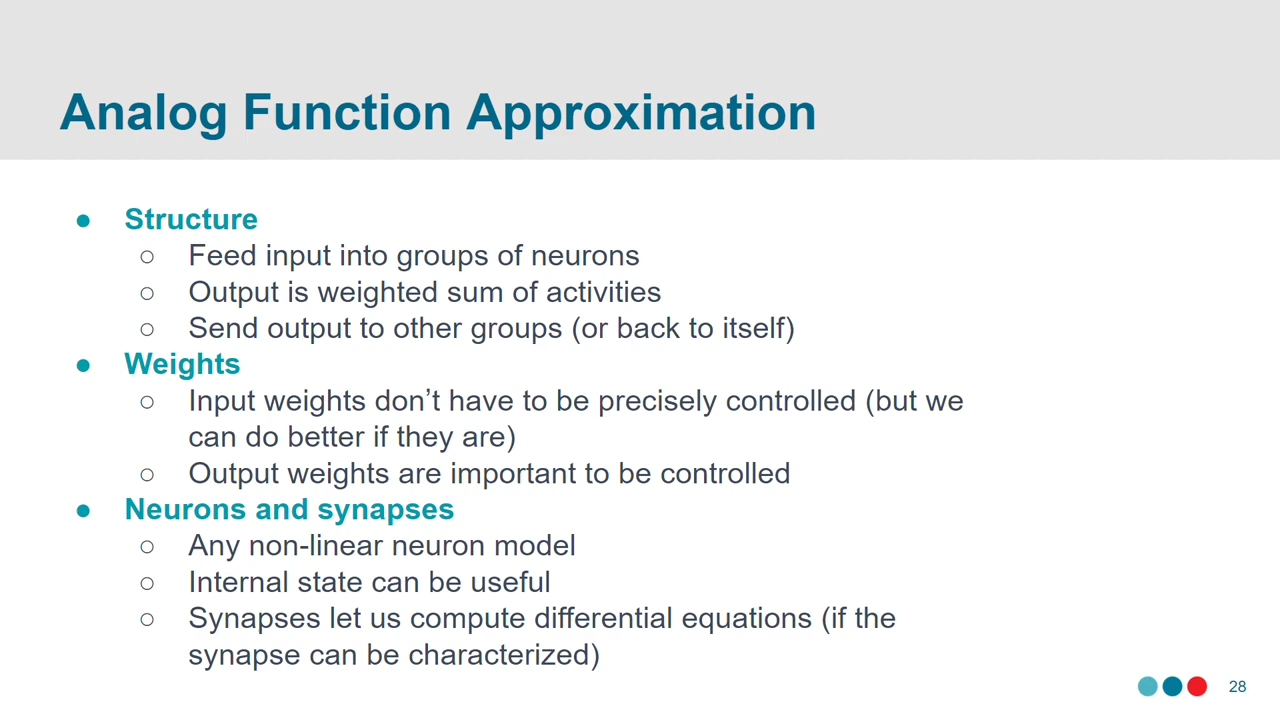 Analog Function Approximation
● Structure
○ Feed input into groups of neurons
○ Output is weighted sum of activities
○ Send output to other groups (or back to itself)
● Weights
○ Input weights don’t have to be precisely controlled (but we
can do better if they are)
○ Output weights are important to be controlled
● Neurons and synapses
○ Any non-linear neuron model
○ Internal state can be useful
○ Synapses let us compute differential equations (if the
synapse can be characterized)
28